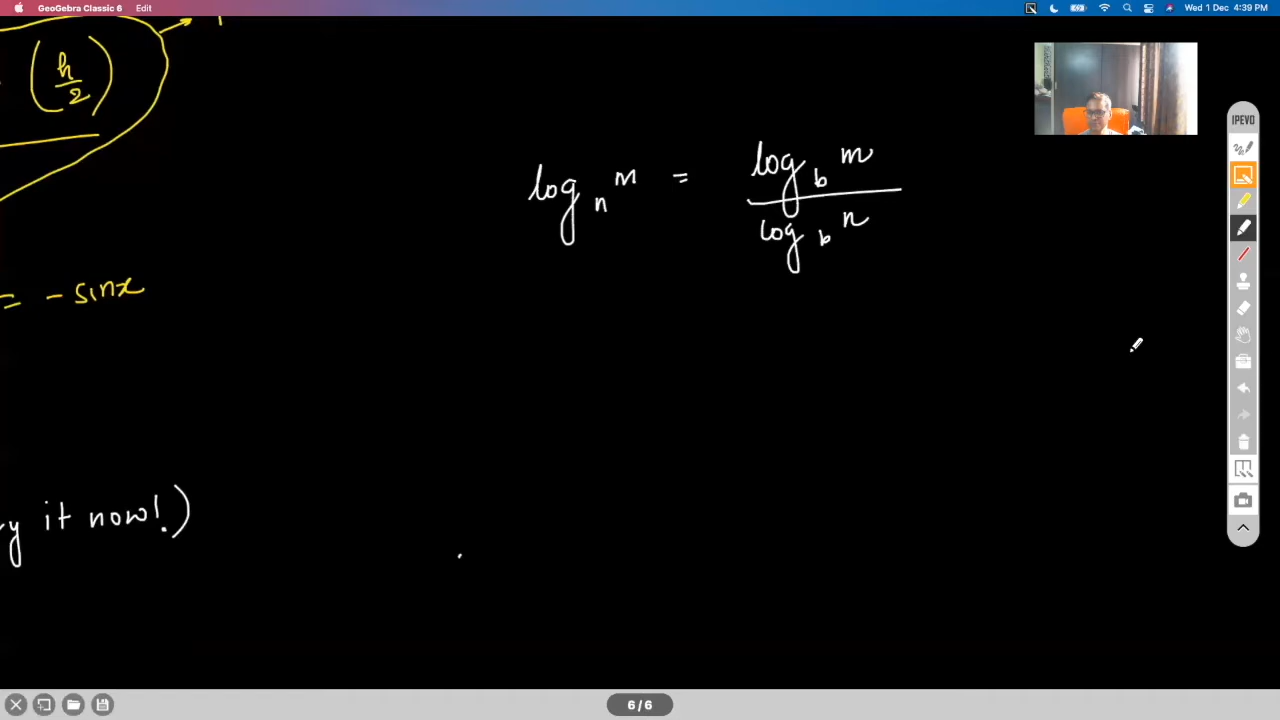 GeoGebra Classic 6 Edit Wed 1 Dec 4:39 PM
(h/2)
log_n m = log_b m / log_b n
= - sinx
y it now!)
IPEVO
6 / 6